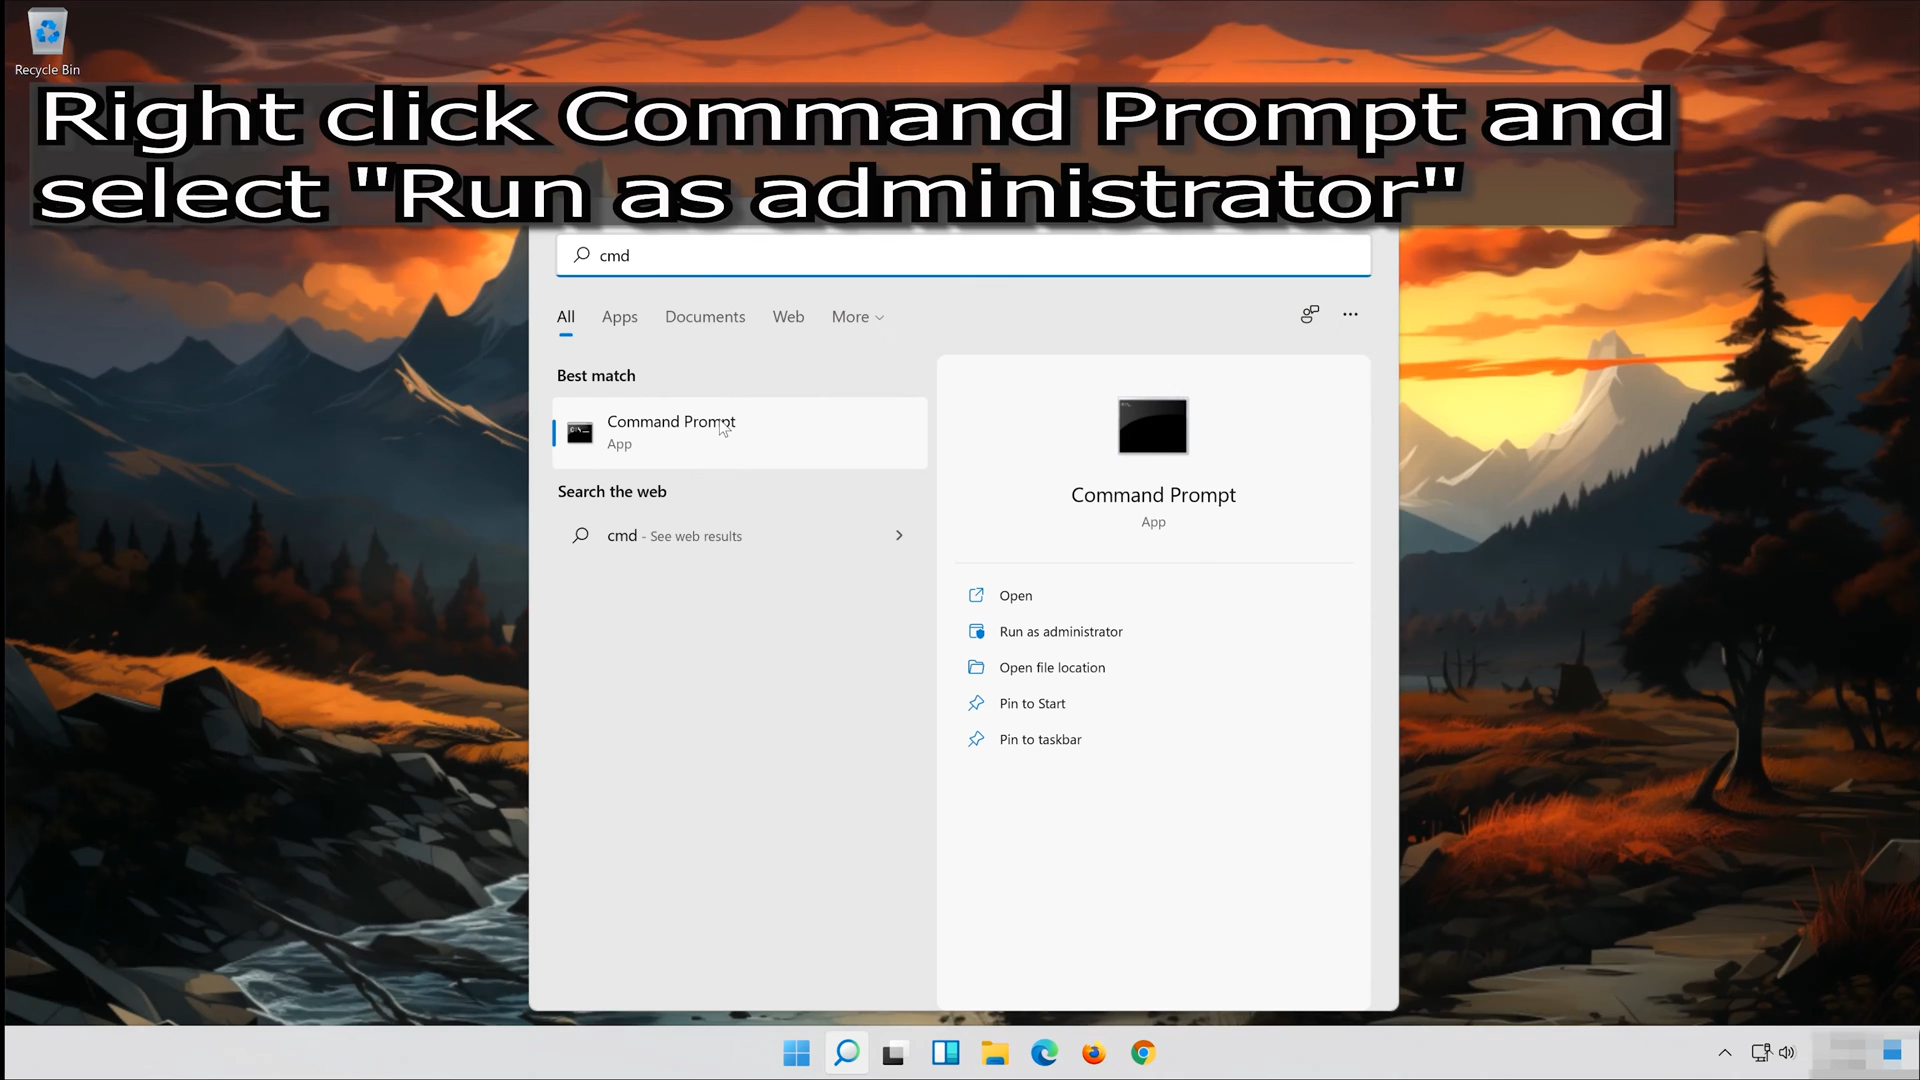 Recycle Bin
Right click Command Prompt and
select "Run as administrator"
cmd
All Apps Documents Web More
Best match
Command Prompt
App
Search the web
cmd - See web results
Command Prompt
App
Open
Run as administrator
Open file location
Pin to Start
Pin to taskbar